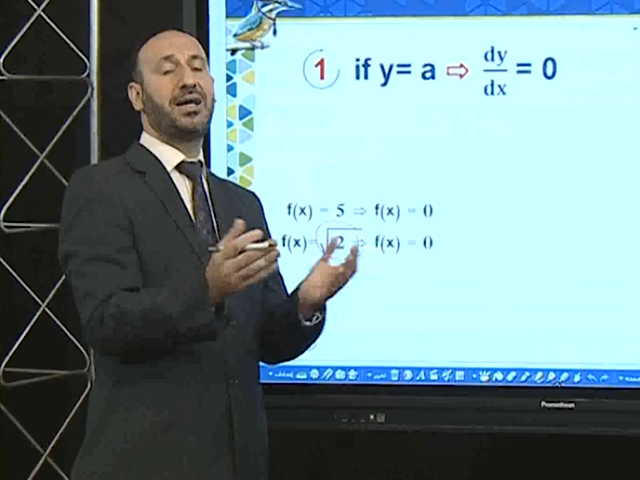 1 if y= a ⇨ dy/dx = 0
f(x) = 5 ⇒ f(x) = 0
f(x)= √2 ⇒ f(x) = 0
Promethean